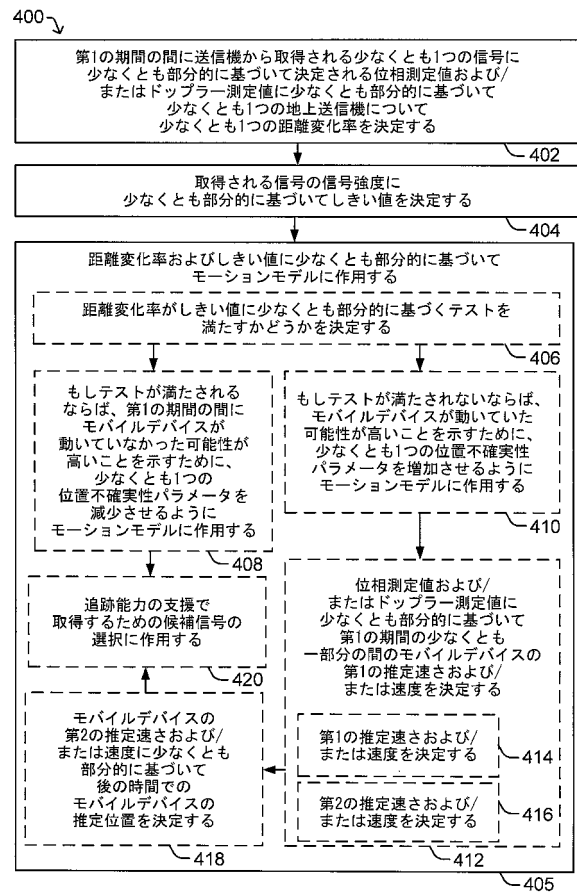 400
第1の期間の間に送信機から取得される少なくとも1つの信号に
少なくとも部分的に基づいて決定される位相測定値および/
またはドップラー測定値に少なくとも部分的に基づいて
少なくとも1つの地上送信機について
少なくとも1つの距離変化率を決定する
402
取得される信号の信号強度に
少なくとも部分的に基づいてしきい値を決定する
404
距離変化率およびしきい値に少なくとも部分的に基づいて
モーションモデルに作用する
距離変化率がしきい値に少なくとも部分的に基づくテストを
満たすかどうかを決定する
406
もしテストが満たされる
ならば、第1の期間の間に
モバイルデバイスが
動いていなかった可能性が
高いことを示すために、
少なくとも1つの
位置不確実性パラメータを
減少させるように
モーションモデルに作用する
408
もしテストが満たされないならば、
モバイルデバイスが動いていた
可能性が高いことを示すために、
少なくとも1つの位置不確実性
パラメータを増加させるように
モーションモデルに作用する
410
追跡能力の支援で
取得するための候補信号の
選択に作用する
420
位相測定値および/
またはドップラー測定値に
少なくとも部分的に基づいて
第1の期間の少なくとも
一部分の間のモバイルデバイスの
第1の推定速さおよび/
または速度を決定する
第1の推定速さおよび/
または速度を決定する
414
第2の推定速さおよび/
または速度を決定する
416
412
モバイルデバイスの
第2の推定速さおよび/
または速度に少なくとも
部分的に基づいて
後の時間での
モバイルデバイスの
推定位置を決定する
418
405